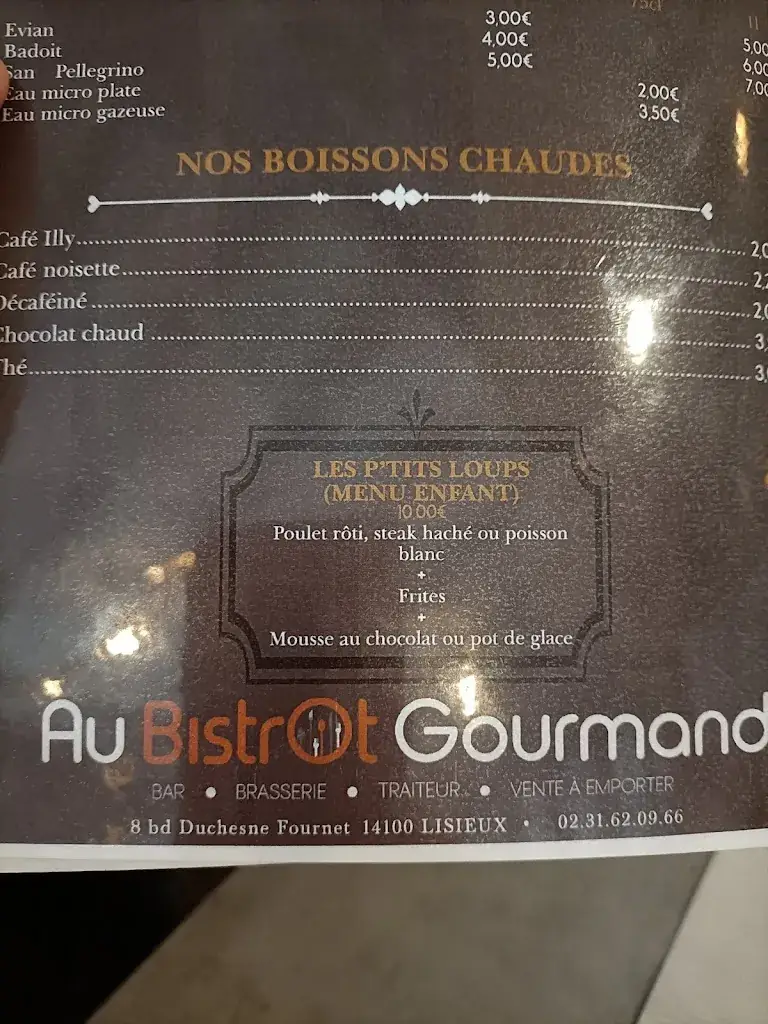 75cl 1l
Evian 3,00€ 5,00
Badoit 4,00€ 6,00
San Pellegrino 5,00€ 7,00
Eau micro plate 2,00€
Eau micro gazeuse 3,50€
NOS BOISSONS CHAUDES
Café Illy
Café noisette
Décaféiné
Chocolat chaud
Thé
LES P'TITS LOUPS
(MENU ENFANT)
10.00€
Poulet rôti, steak haché ou poisson
blanc
+
Frites
+
Mousse au chocolat ou pot de glace
Au BistrOt Gourmand
BAR • BRASSERIE • TRAITEUR • VENTE À EMPORTER
8 bd Duchesne Fournet 14100 LISIEUX • 02.31.62.09.66